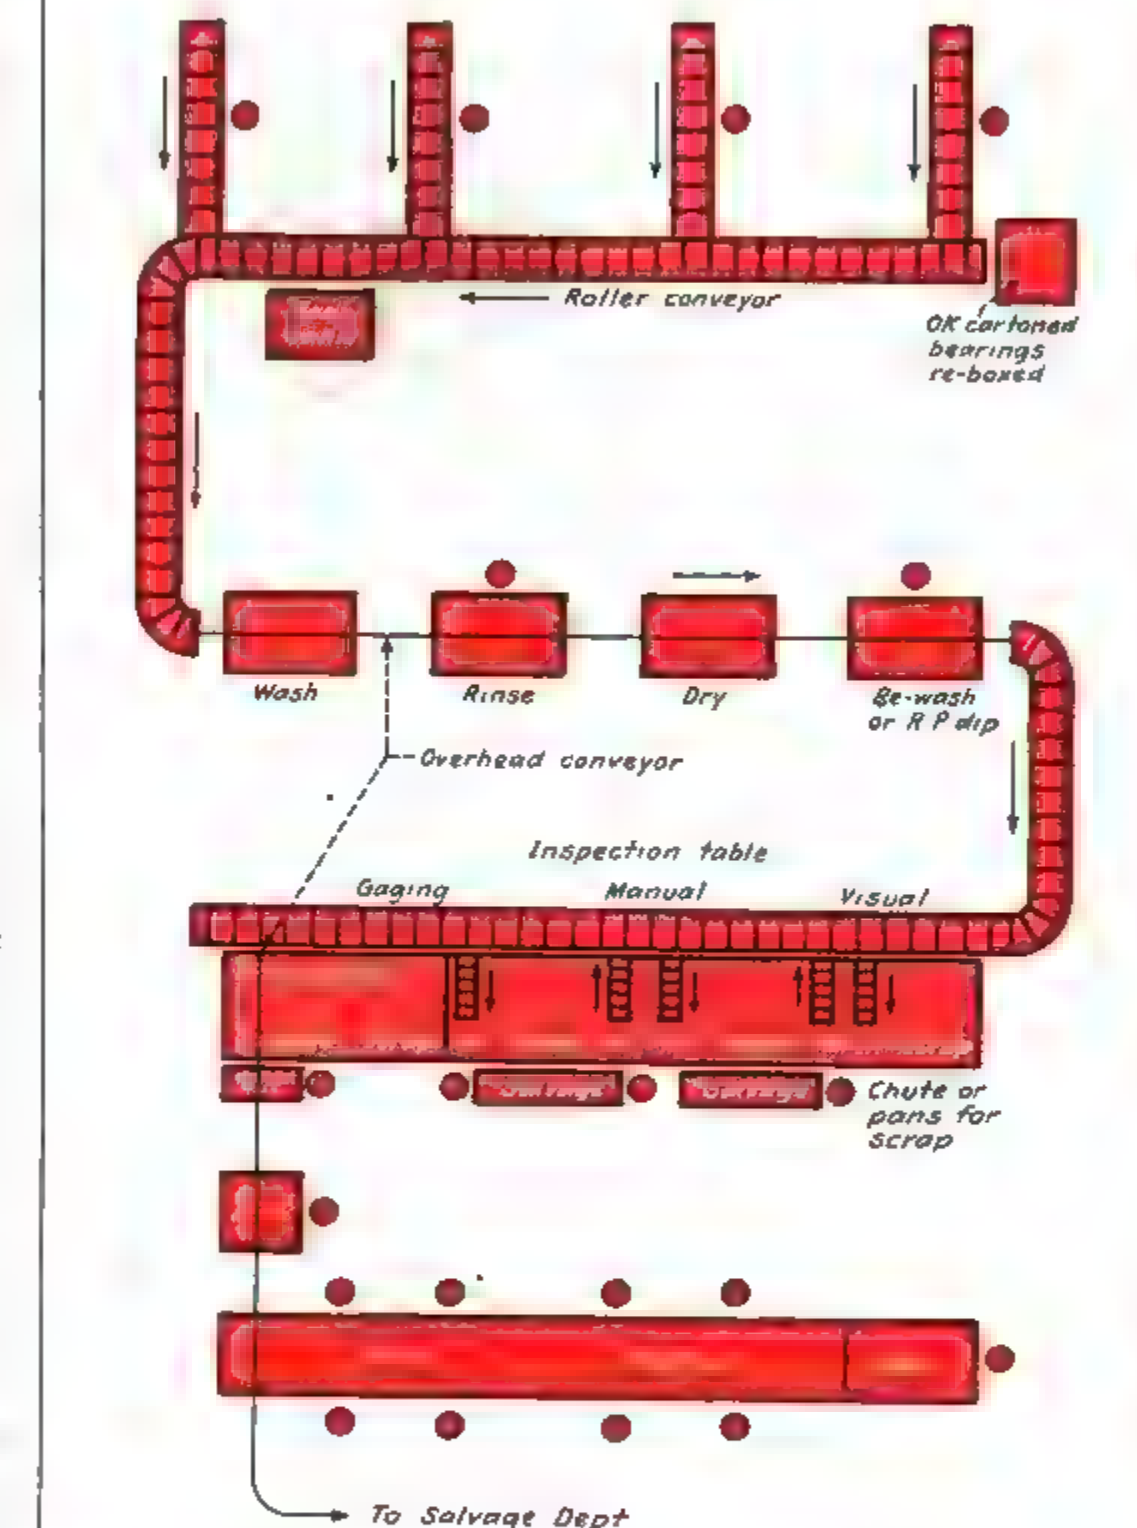 Roller conveyor
OK cartoned
bearings
re-boxed
Wash
Rinse
Dry
Re-wash
or R P dip
Overhead conveyor
Inspection table
Gaging
Manual
Visual
Salvage
Salvage
Chute or
pans for
scrap
To Salvage Dept